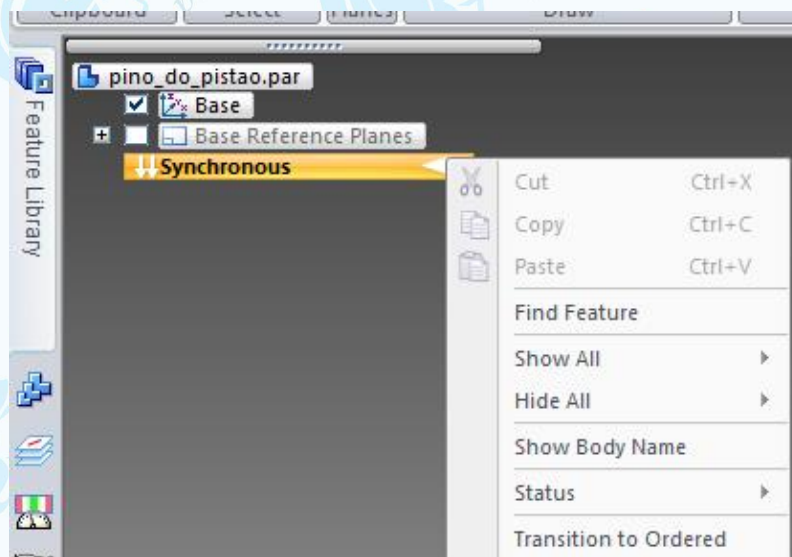 Clipboard Select Planes Draw
pino_do_pistao.par
Base
Base Reference Planes
Synchronous
Feature Library
Cut Ctrl+X
Copy Ctrl+C
Paste Ctrl+V
Find Feature
Show All
Hide All
Show Body Name
Status
Transition to Ordered